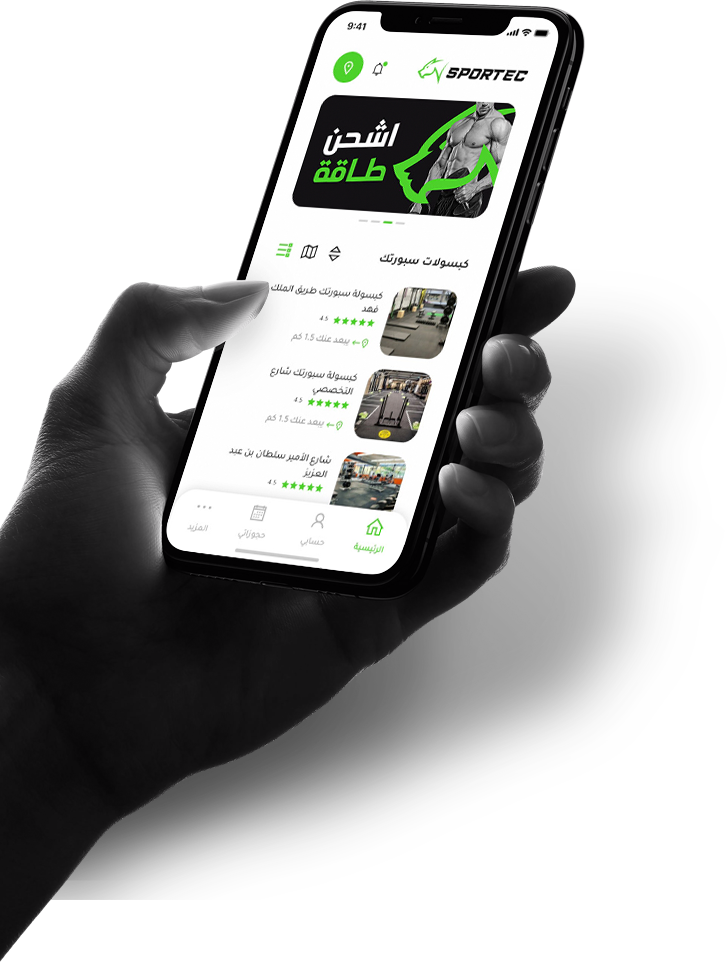 9:41
SPORTEC
اشحن
طاقة
كبسولات سبورتك
كبسولة سبورتك طريق الملك
فهد
4.5
يبعد عنك 1.5 كم
كبسولة سبورتك شارع
التخصصي
4.5
يبعد عنك 1.5 كم
شارع الأمير سلطان بن عبد
العزيز
4.5
الرئيسية
حسابي
حجوزاتي
المزيد